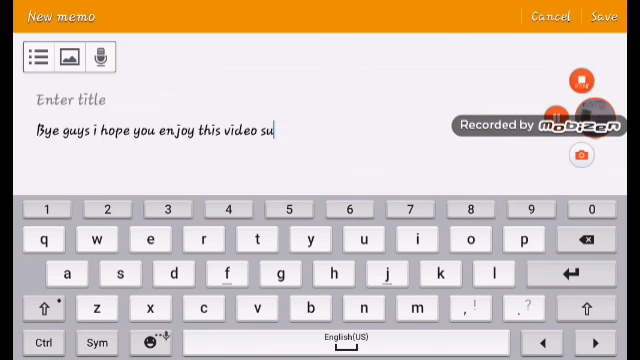 New memo
Cancel
Save
Enter title
Bye guys i hope you enjoy this video su
Recorded by mobizen
1 2 3 4 5 6 7 8 9 0
q w e r t y u i o p
a s d f g h j k l
z x c v b n m , ! . ?
Ctrl Sym English(US)